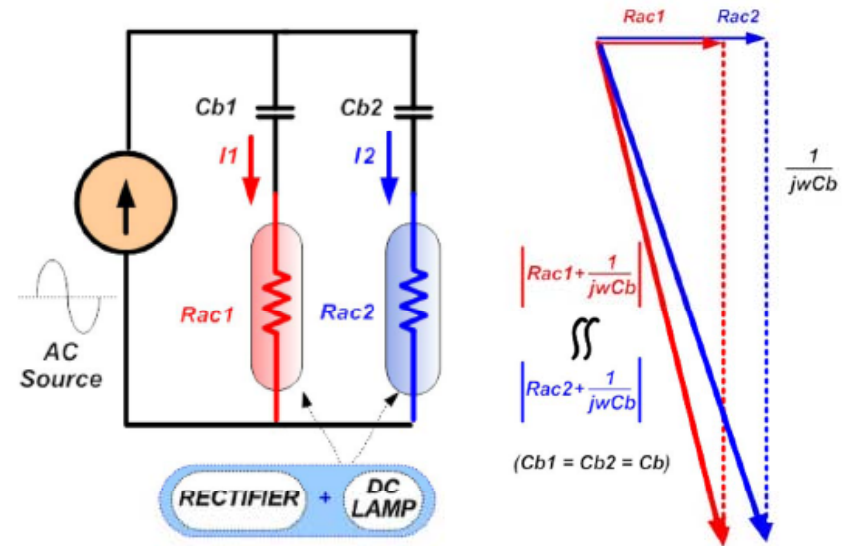 Rac1 Rac2
Cb1
Cb2
I1
I2
1
jwCb
Rac1
Rac2
|Rac1+ 1
jwCb|
AC
Source
≈
|Rac2+ 1
jwCb|
(Cb1 = Cb2 = Cb)
RECTIFIER + DC
LAMP